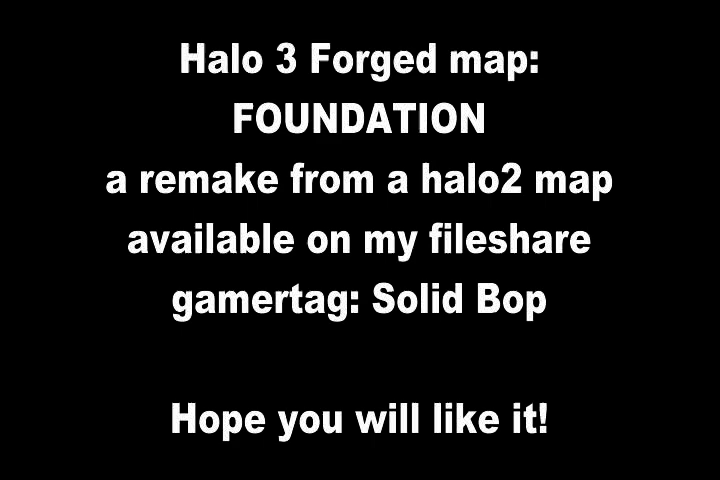 Halo 3 Forged map:
FOUNDATION
a remake from a halo2 map
available on my fileshare
gamertag: Solid Bop
Hope you will like it!